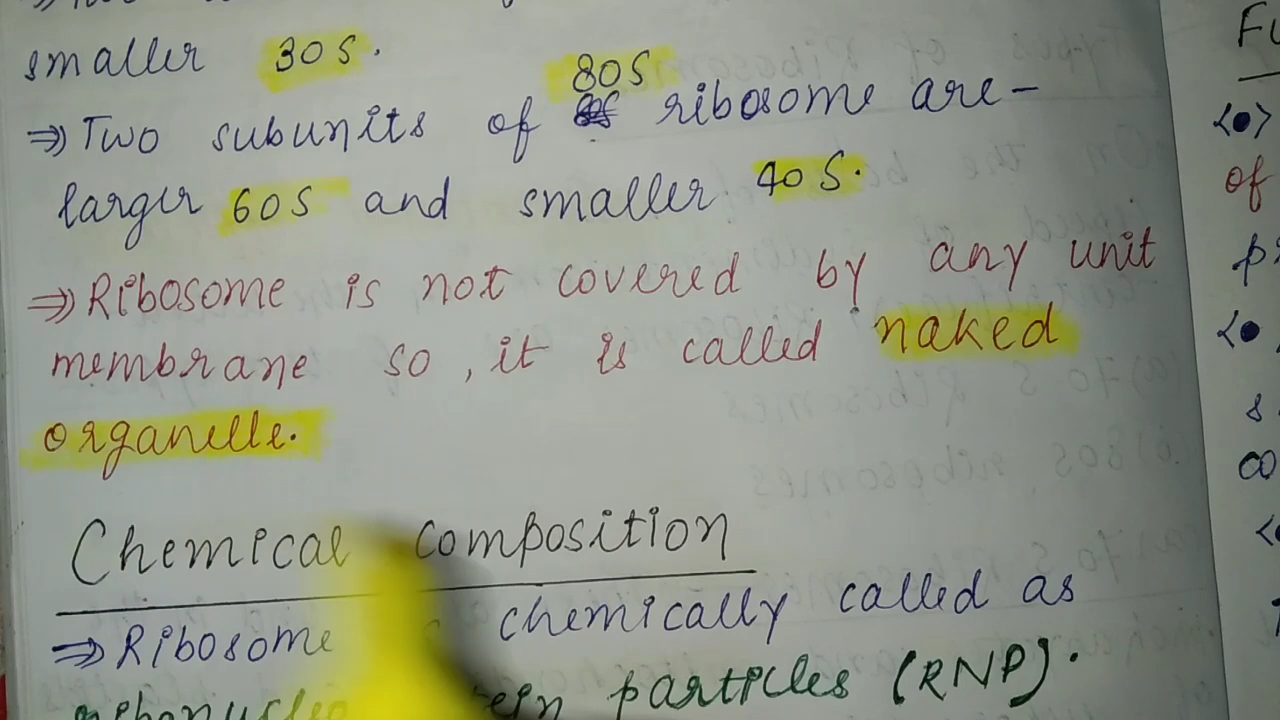 smaller 30S.
⇒ Two subunits of 80S ribosome are-
larger 60S and smaller 40S.
⇒ Ribosome is not covered by any unit
membrane so, it is called naked
organelle.
Chemical composition
⇒ Ribosome chemically called as
particles (RNP).
of